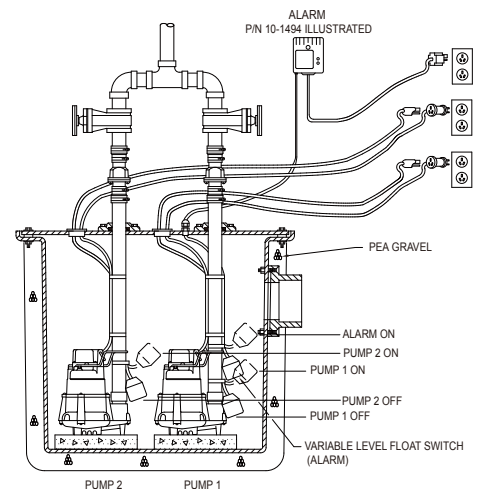 ALARM
P/N 10-1494 ILLUSTRATED
PEA GRAVEL
ALARM ON
PUMP 2 ON
PUMP 1 ON
PUMP 2 OFF
PUMP 1 OFF
VARIABLE LEVEL FLOAT SWITCH
(ALARM)
PUMP 2
PUMP 1